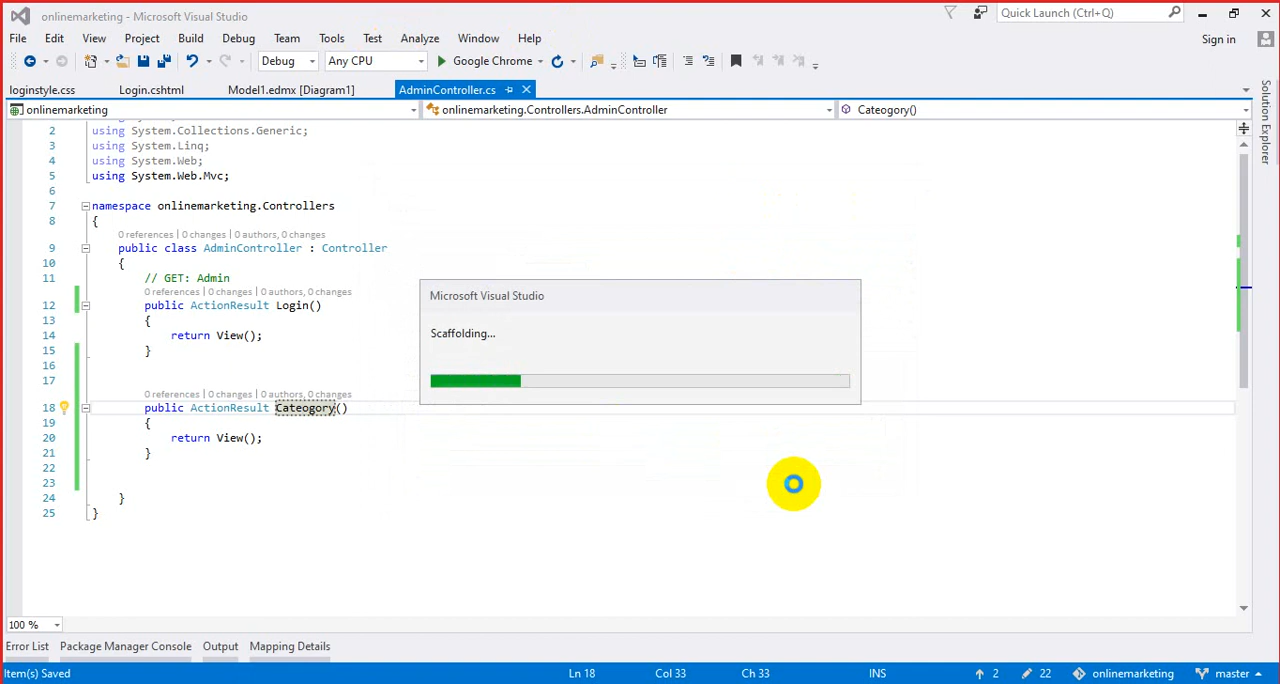 onlinemarketing - Microsoft Visual Studio
Quick Launch (Ctrl+Q)
File Edit View Project Build Debug Team Tools Test Analyze Window Help
Sign in
Debug Any CPU Google Chrome
loginstyle.css Login.cshtml Model1.edmx [Diagram1] AdminController.cs
onlinemarketing onlinemarketing.Controllers.AdminController Cateogory()
Solution Explorer
2 using System.Collections.Generic;
3 using System.Linq;
4 using System.Web;
5 using System.Web.Mvc;
6
7 namespace onlinemarketing.Controllers
8 {
0 references | 0 changes | 0 authors, 0 changes
9 public class AdminController : Controller
10 {
11 // GET: Admin
0 references | 0 changes | 0 authors, 0 changes
12 public ActionResult Login()
13 {
14 return View();
15 }
16
17
0 references | 0 changes | 0 authors, 0 changes
18 public ActionResult Cateogory()
19 {
20 return View();
21 }
22
23
24 }
25 }
Microsoft Visual Studio
Scaffolding...
100 %
Error List Package Manager Console Output Mapping Details
Item(s) Saved Ln 18 Col 33 Ch 33 INS 2 22 onlinemarketing master